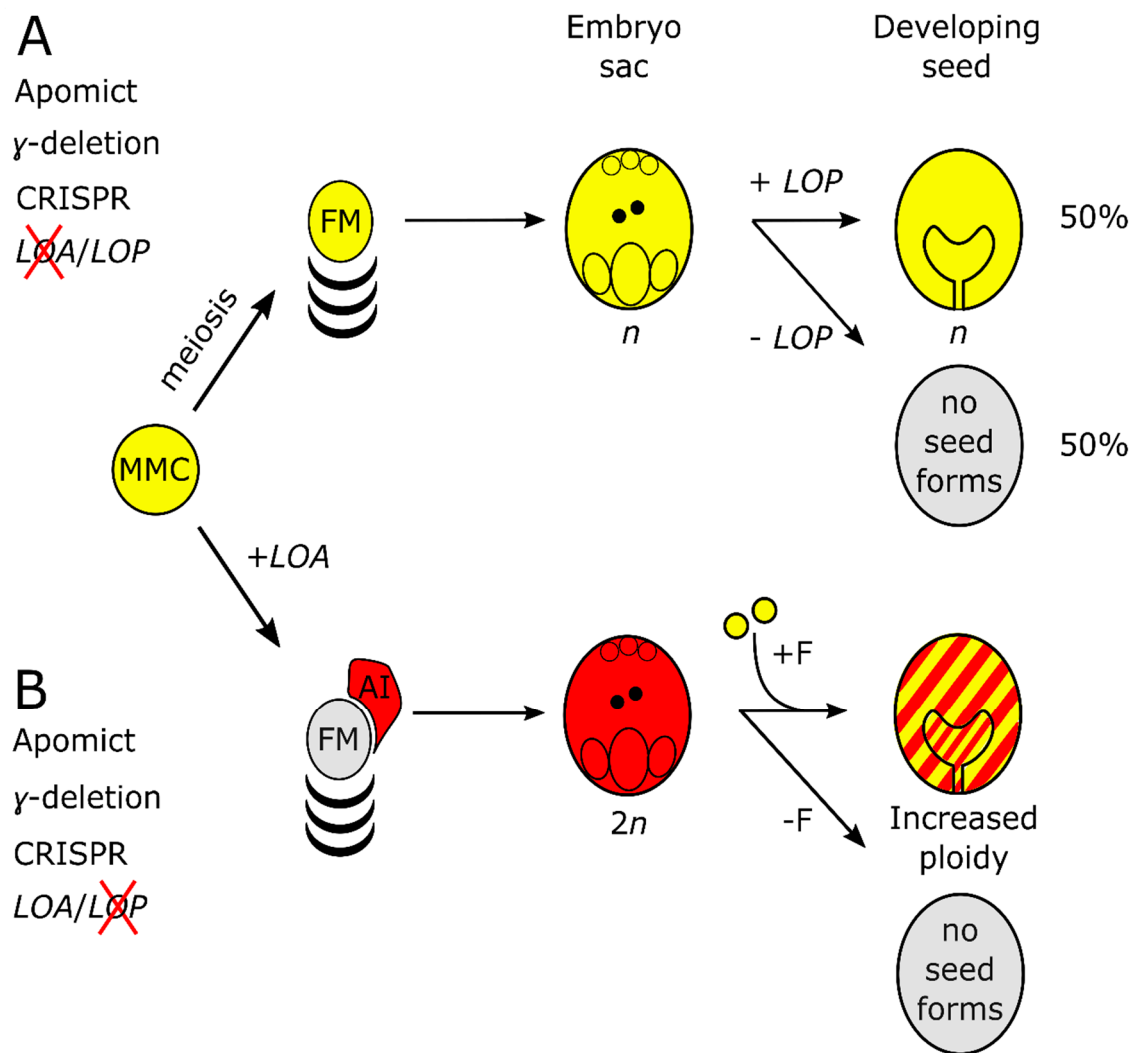 A
Apomict
ɣ-deletion
CRISPR
LOA/LOP
Embryo
sac
Developing
seed
FM
n
+ LOP
- LOP
n
50%
no
seed
forms
50%
meiosis
MMC
+LOA
B
Apomict
ɣ-deletion
CRISPR
LOA/LOP
AI
FM
2n
+F
-F
Increased
ploidy
no
seed
forms